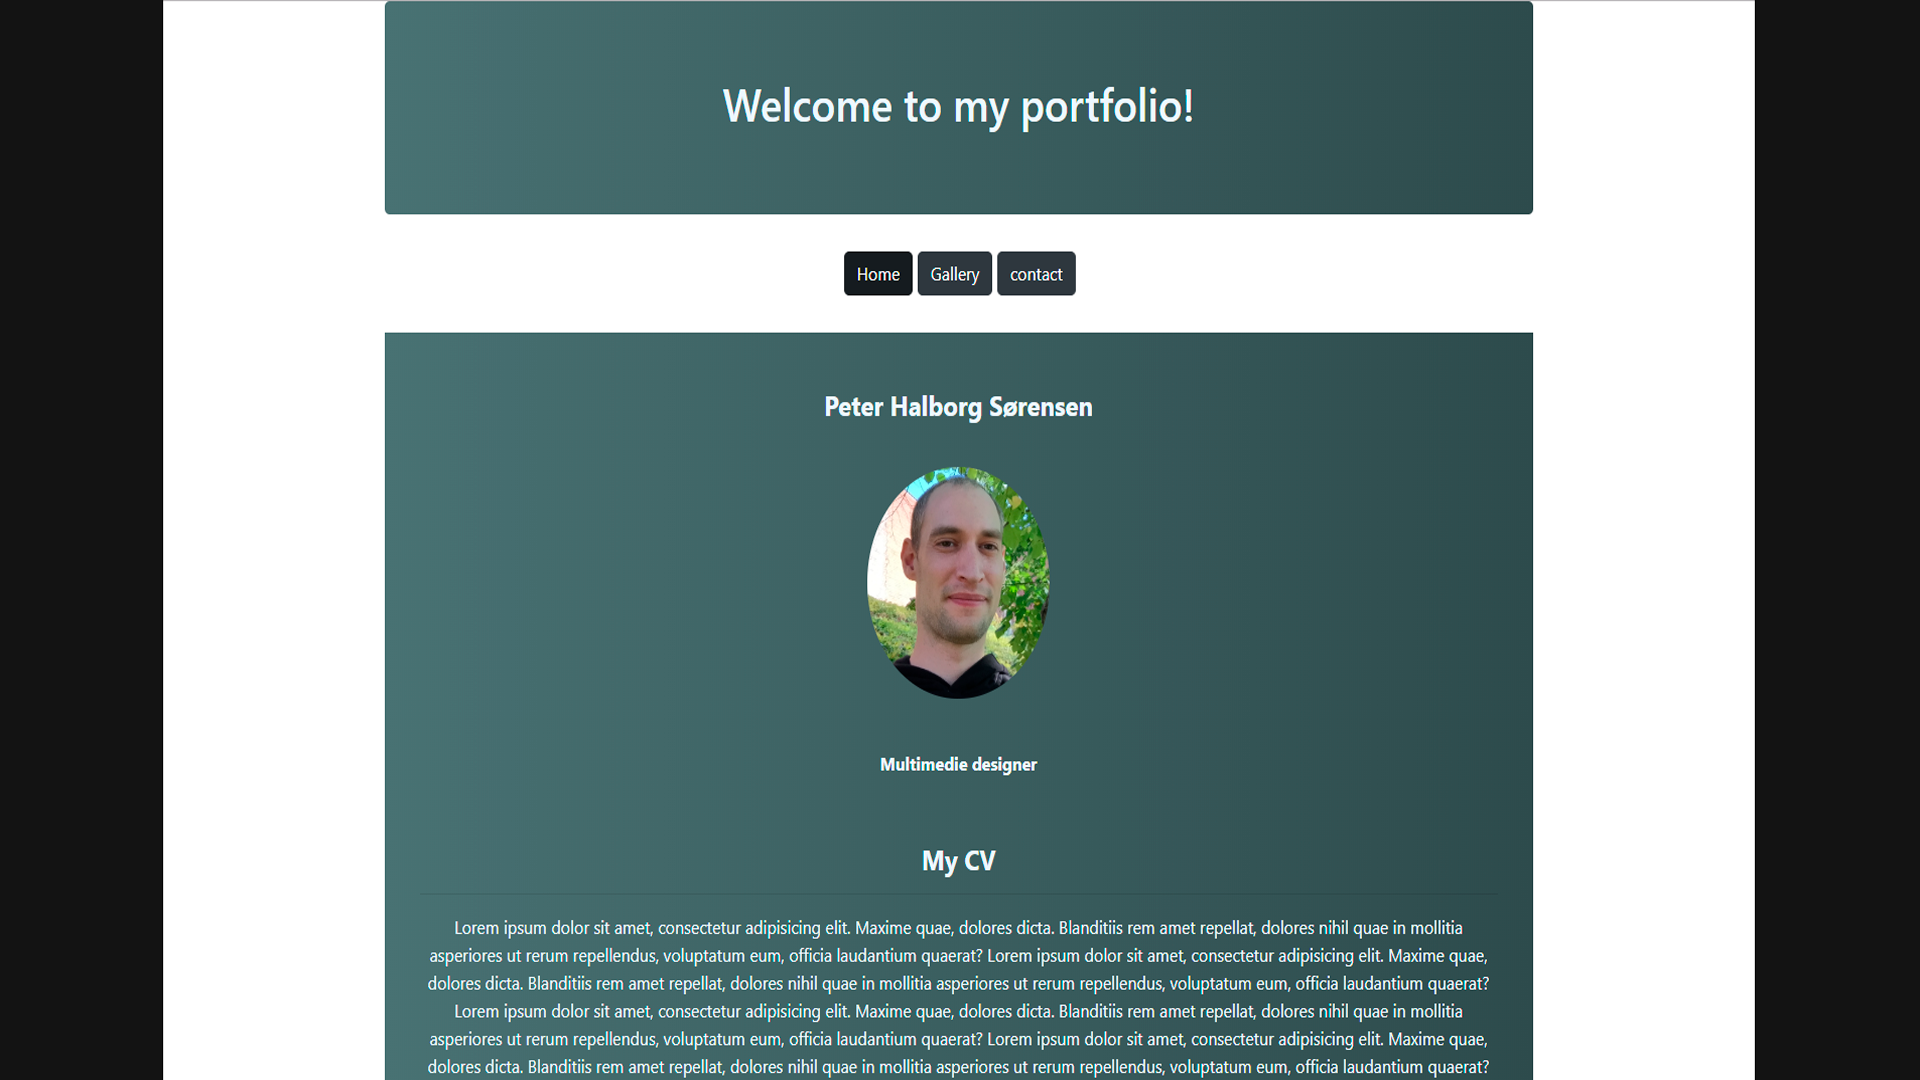 Welcome to my portfolio!
Home Gallery contact
Peter Halborg Sørensen
Multimedie designer
My CV
Lorem ipsum dolor sit amet, consectetur adipisicing elit. Maxime quae, dolores dicta. Blanditiis rem amet repellat, dolores nihil quae in mollitia
asperiores ut rerum repellendus, voluptatum eum, officia laudantium quaerat? Lorem ipsum dolor sit amet, consectetur adipisicing elit. Maxime quae,
dolores dicta. Blanditiis rem amet repellat, dolores nihil quae in mollitia asperiores ut rerum repellendus, voluptatum eum, officia laudantium quaerat?
Lorem ipsum dolor sit amet, consectetur adipisicing elit. Maxime quae, dolores dicta. Blanditiis rem amet repellat, dolores nihil quae in mollitia
asperiores ut rerum repellendus, voluptatum eum, officia laudantium quaerat? Lorem ipsum dolor sit amet, consectetur adipisicing elit. Maxime quae,
dolores dicta. Blanditiis rem amet repellat, dolores nihil quae in mollitia asperiores ut rerum repellendus, voluptatum eum, officia laudantium quaerat?